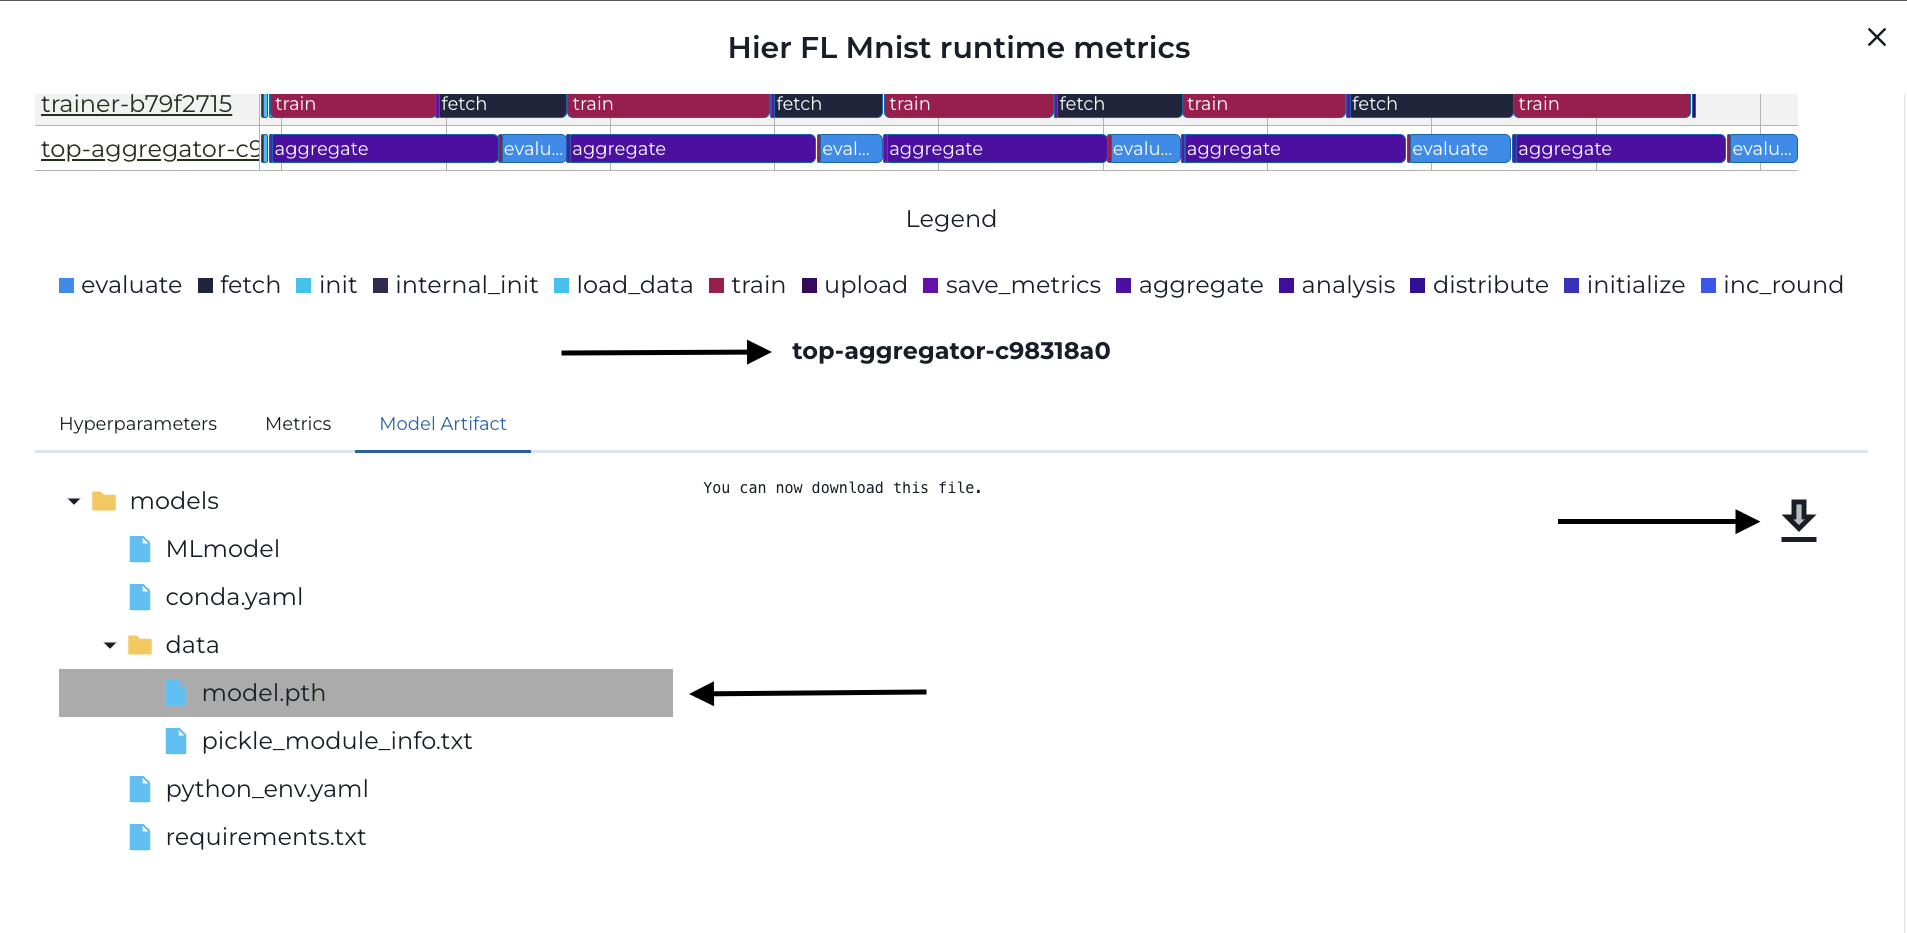 Hier FL Mnist runtime metrics
trainer-b79f2715 train fetch train fetch train fetch train fetch train
top-aggregator-c9 aggregate evalu... aggregate eval... aggregate evalu... aggregate evaluate aggregate evalu...
Legend
evaluate fetch init internal_init load_data train upload save_metrics aggregate analysis distribute initialize inc_round
top-aggregator-c98318a0
Hyperparameters Metrics Model Artifact
You can now download this file.
models
MLmodel
conda.yaml
data
model.pth
pickle_module_info.txt
python_env.yaml
requirements.txt